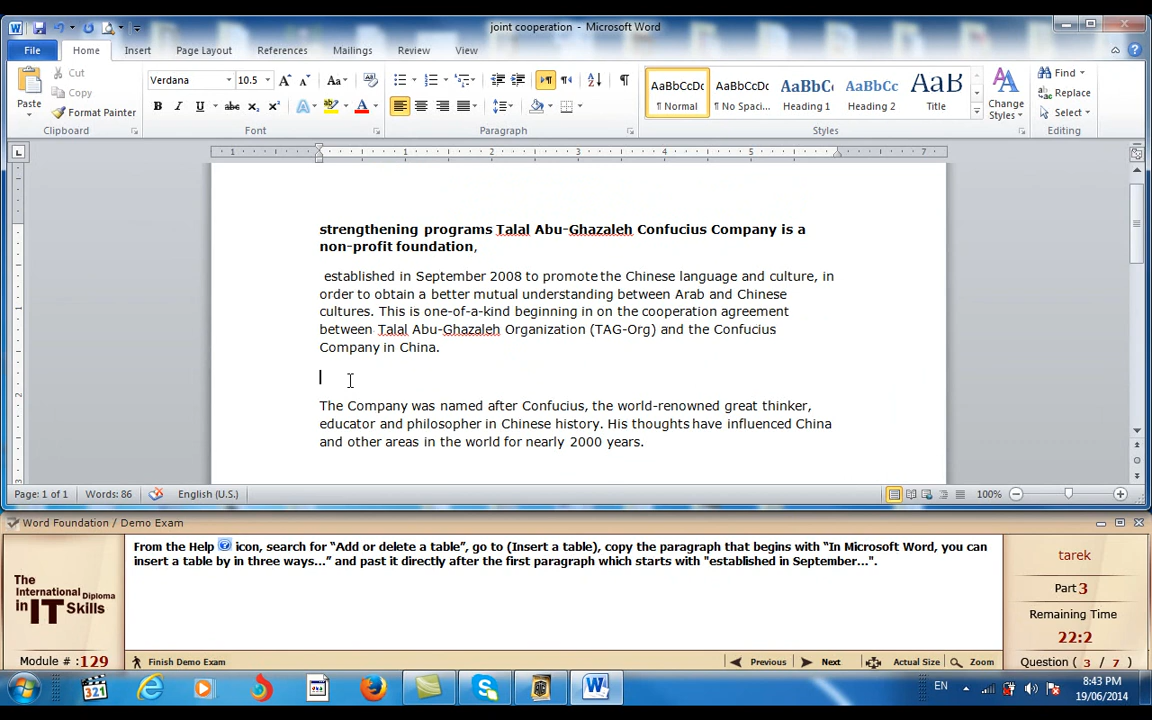 joint cooperation - Microsoft Word
File Home Insert Page Layout References Mailings Review View
Paste
Cut
Copy
Format Painter
Clipboard
Verdana 10.5
Font
Paragraph
AaBbCcDc AaBbCcDc AaBbC AaBbCc AaB
¶ Normal ¶ No Spaci... Heading 1 Heading 2 Title
Change Styles
Styles
Find
Replace
Select
Editing
1 1 2 3 4 5 7
strengthening programs Talal Abu-Ghazaleh Confucius Company is a
non-profit foundation,
established in September 2008 to promote the Chinese language and culture, in
order to obtain a better mutual understanding between Arab and Chinese
cultures. This is one-of-a-kind beginning in on the cooperation agreement
between Talal Abu-Ghazaleh Organization (TAG-Org) and the Confucius
Company in China.
The Company was named after Confucius, the world-renowned great thinker,
educator and philosopher in Chinese history. His thoughts have influenced China
and other areas in the world for nearly 2000 years.
Page: 1 of 1 Words: 86 English (U.S.) 100%
Word Foundation / Demo Exam
From the Help icon, search for “Add or delete a table”, go to (Insert a table), copy the paragraph that begins with “In Microsoft Word, you can
insert a table by in three ways...” and past it directly after the first paragraph which starts with "established in September...".
The
International
Diploma
in IT
Skills
Module # :129
tarek
Part 3
Remaining Time
22:2
Question ( 3 / 7 )
Finish Demo Exam Previous Next Actual Size Zoom
321
EN
8:43 PM
19/06/2014